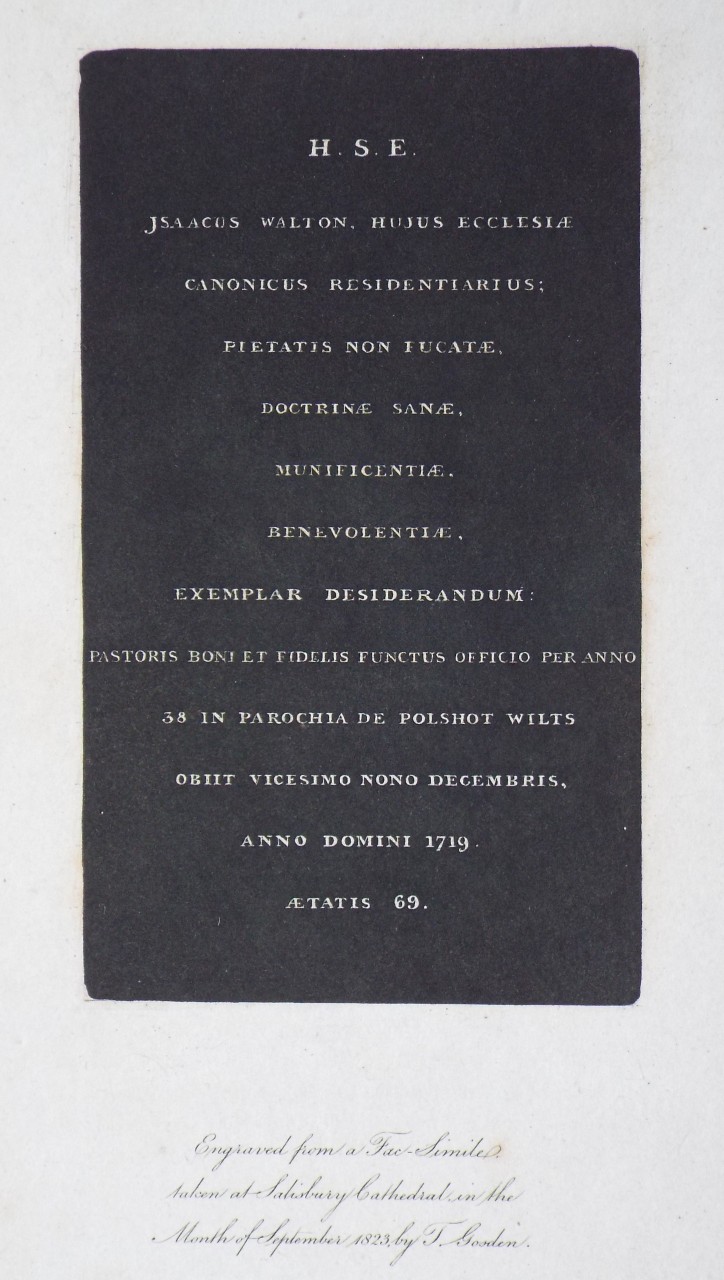 H. S. E.
JSAACUS WALTON, HUJUS ECCLESIÆ
CANONICUS RESIDENTIARIUS;
PIETATIS NON FUCATÆ,
DOCTRINÆ SANÆ,
MUNIFICENTIÆ,
BENEVOLENTIÆ,
EXEMPLAR DESIDERANDUM:
PASTORIS BONI ET FIDELIS FUNCTUS OFFICIO PER ANNO
38 IN PAROCHIA DE POLSHOT WILTS
OBIIT VICESIMO NONO DECEMBRIS,
ANNO DOMINI 1719.
ÆTATIS 69.
Engraved from a Fac-Simile
taken at Salisbury Cathedral in the
Month of September 1823, by T. Gosden.